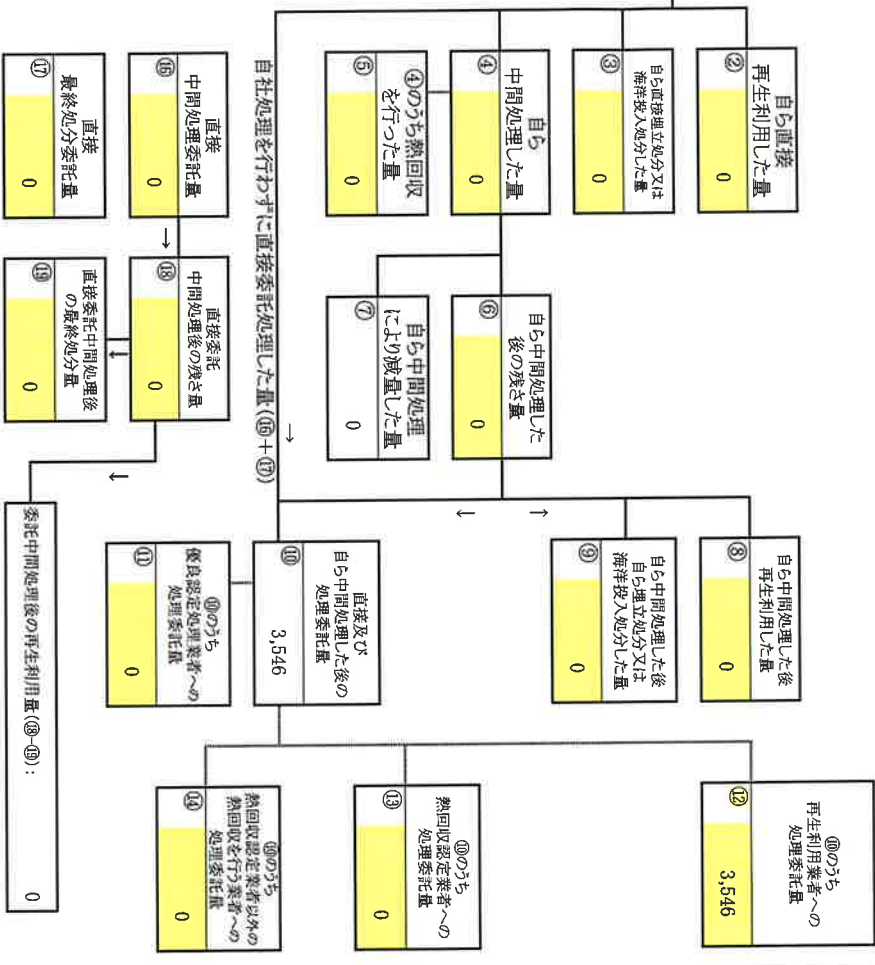 自ら直接
再生利用した量
②
0
自ら直接埋立処分又は
海洋投入処分した量
③
0
自ら
中間処理した量
④
0
④のうち熱回収
を行った量
⑤
0
自ら中間処理した
後の残さ量
⑥
0
自ら中間処理
により減量した量
⑦
0
自ら中間処理した後
再生利用した量
⑧
0
自ら中間処理した後
自ら埋立処分又は
海洋投入処分した量
⑨
0
→
←
↑
自社処理を行わずに直接委託処理した量(⑯+⑰)
直接及び
自ら中間処理した後の
処理委託量
⑩
3,546
⑩のうち
優良認定処理業者への
処理委託量
⑪
0
⑩のうち
再生利用業者への
処理委託量
⑫
3,546
⑩のうち
熱回収認定業者への
処理委託量
⑬
0
⑩のうち
熱回収認定業者以外の
熱回収を行う業者への
処理委託量
⑭
0
直接
中間処理委託量
⑯
0
→
直接委託
中間処理後の残さ量
⑱
0
←
直接
最終処分委託量
⑰
0
直接委託中間処理後
の最終処分量
⑲
0
←
委託中間処理後の再生利用量(⑱-⑲):
0